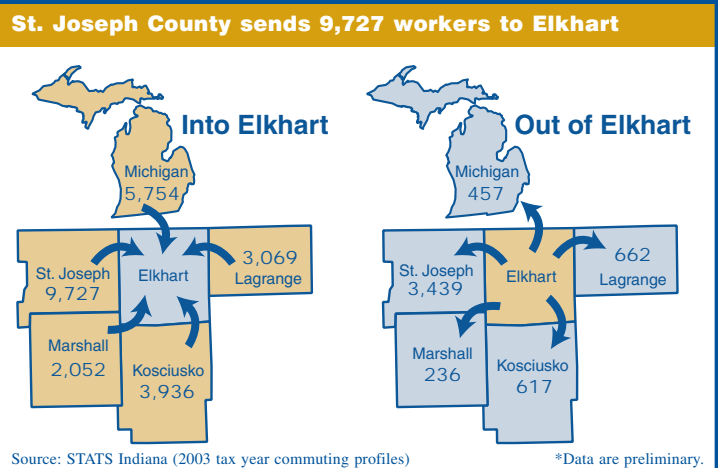 St. Joseph County sends 9,727 workers to Elkhart
Into Elkhart
Michigan
5,754
St. Joseph
9,727
Elkhart
3,069
Lagrange
Marshall
2,052
Kosciusko
3,936
Out of Elkhart
Michigan
457
St. Joseph
3,439
Elkhart
662
Lagrange
Marshall
236
Kosciusko
617
Source: STATS Indiana (2003 tax year commuting profiles)
*Data are preliminary.